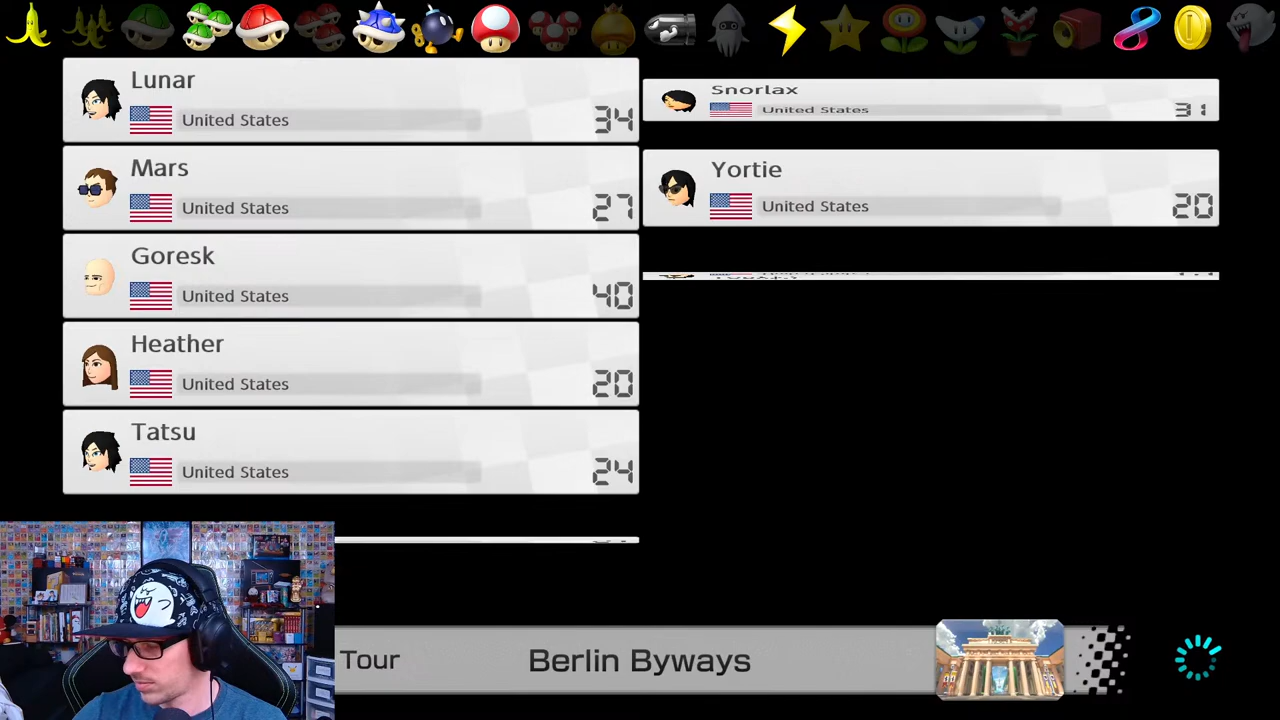 Lunar
United States
34
Mars
United States
27
Goresk
United States
40
Heather
United States
20
Tatsu
United States
24
Snorlax
United States
31
Yortie
United States
20
Tour
Berlin Byways